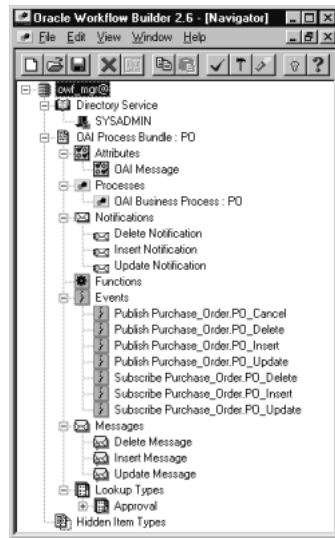 Oracle Workflow Builder 2.6 - [Navigator]
File Edit View Window Help
owf_mgr@
Directory Service
SYSADMIN
OAI Process Bundle : PO
Attributes
OAI Message
Processes
OAI Business Process : PO
Notifications
Delete Notification
Insert Notification
Update Notification
Functions
Events
Publish Purchase_Order.PO_Cancel
Publish Purchase_Order.PO_Delete
Publish Purchase_Order.PO_Insert
Publish Purchase_Order.PO_Update
Subscribe Purchase_Order.PO_Delete
Subscribe Purchase_Order.PO_Insert
Subscribe Purchase_Order.PO_Update
Messages
Delete Message
Insert Message
Update Message
Lookup Types
Approval
Hidden Item Types